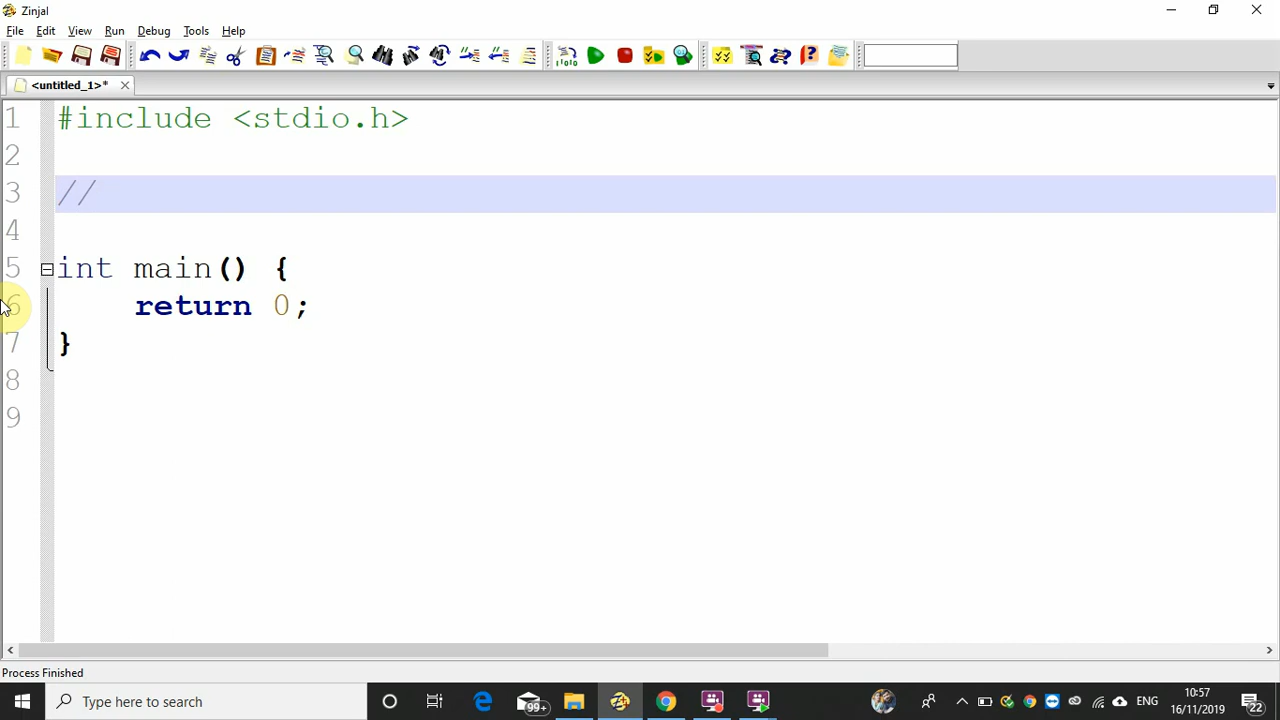 Zinjal
File Edit View Run Debug Tools Help
<untitled_1>*
1 #include <stdio.h>
2
3 //
4
5 int main() {
6 return 0;
7 }
8
9
Process Finished
Type here to search
99+
ENG
10:57
16/11/2019
22